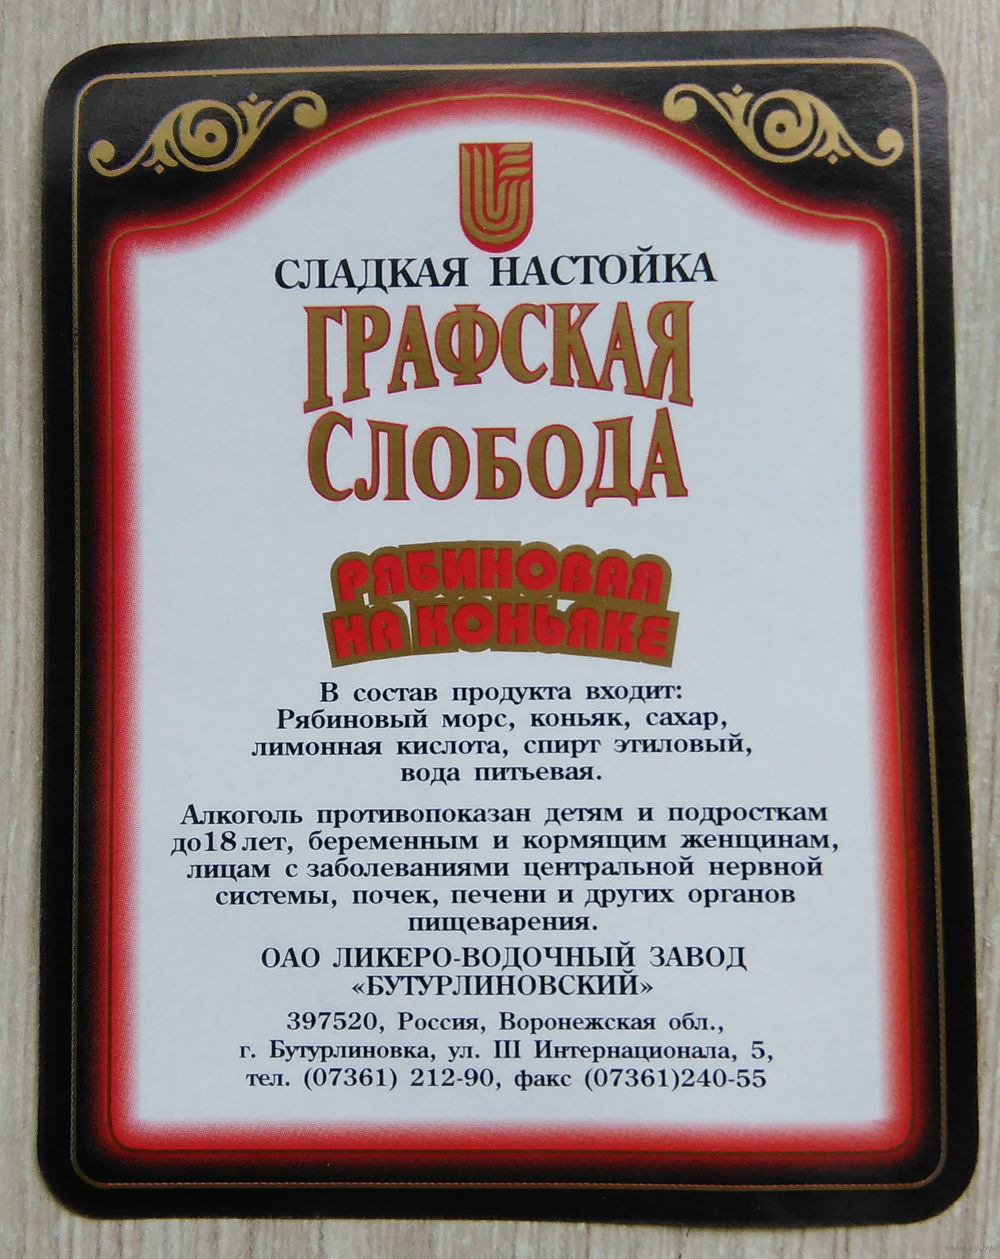 СЛАДКАЯ НАСТОЙКА
ГРАФСКАЯ
СЛОБОДА
РЯБИНОВАЯ
НА КОНЬЯКЕ
В состав продукта входит:
Рябиновый морс, коньяк, сахар,
лимонная кислота, спирт этиловый,
вода питьевая.
Алкоголь противопоказан детям и подросткам
до18лет, беременным и кормящим женщинам,
лицам с заболеваниями центральной нервной
системы, почек, печени и других органов
пищеварения.
ОАО ЛИКЕРО-ВОДОЧНЫЙ ЗАВОД
«БУТУРЛИНОВСКИЙ»
397520, Россия, Воронежская обл.,
г. Бутурлиновка, ул. III Интернационала, 5,
тел. (07361) 212-90, факс (07361)240-55